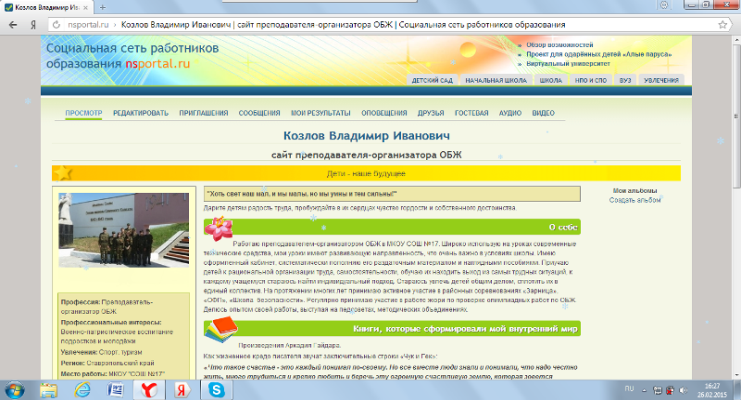 Козлов Владимир Ив...
nsportal.ru › Козлов Владимир Иванович | сайт преподавателя-организатора ОБЖ | Социальная сеть работников образования
Социальная сеть работников
образования nsportal.ru
Обзор возможностей
Проект для одарённых детей «Алые паруса»
Виртуальный университет
ДЕТСКИЙ САД НАЧАЛЬНАЯ ШКОЛА ШКОЛА НПО И СПО ВУЗ УВЛЕЧЕНИЯ
ПРОСМОТР РЕДАКТИРОВАТЬ ПРИГЛАШЕНИЯ СООБЩЕНИЯ МОИ РЕЗУЛЬТАТЫ ОПОВЕЩЕНИЯ ДРУЗЬЯ ГОСТЕВАЯ АУДИО ВИДЕО
Козлов Владимир Иванович
сайт преподавателя-организатора ОБЖ
Дети - наше будущее
"Хоть свет наш мал, и мы малы, но мы умны и тем сильны!"
Дарите детям радость труда, пробуждайте в их сердцах чувство гордости и собственного достоинства.
Мои альбомы
Создать альбом
О себе
Работаю преподавателем-организатором ОБЖ в МКОУ СОШ №17. Широко использую на уроках современные
технические средства, мои уроки имеют развивающую направленность, что очень важно в условиях школы. Имею
оформленный кабинет, систематически пополняю его раздаточным материалом и наглядными пособиями. Приучаю
детей к рациональной организации труда, самостоятельности, обучаю их находить выход из самых трудных ситуаций, к
каждому учащемуся стараюсь найти индивидуальный подход. Стараюсь увлечь детей общим делом, сплотить их в
единый коллектив. На протяжении многих лет принимаю активное участие в районных соревнованиях «Зарница»,
«ОФП», «Школа безопасности». Регулярно принимаю участие в работе жюри по проверке олимпиадных работ по ОБЖ.
Делюсь опытом своей работы, выступая на педсоветах, методических объединениях.
Профессия: Преподаватель-
организатор ОБЖ
Профессиональные интересы:
Военно-патриотическое воспитание
подростков и молодёжи
Увлечения: Спорт, туризм
Регион: Ставропольский край
Место работы: МКОУ "СОШ №17"
Книги, которые сформировали мой внутренний мир
Произведения Аркадия Гайдара.
Как жизненное кредо писателя звучат заключительные строки «Чук и Гек»:
«Что такое счастье - это каждый понимал по-своему. Но все вместе люди знали и понимали, что надо честно
жить, много трудиться и крепко любить и беречь эту огромную счастливую землю, которая зовется
RU
16:27
26.02.2015